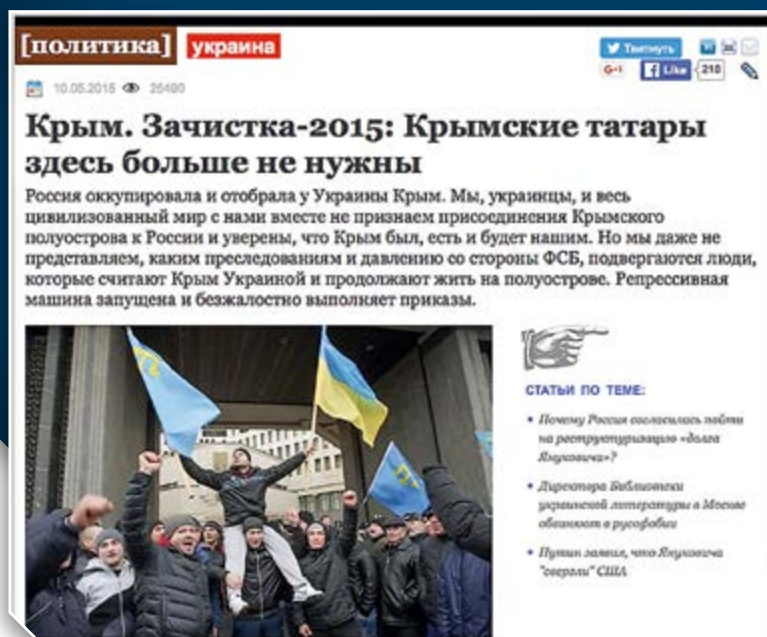 [политика] украина
Твитнуть
G+1 Like 218
10.05.2015 26490
Крым. Зачистка-2015: Крымские татары
здесь больше не нужны
Россия оккупировала и отобрала у Украины Крым. Мы, украинцы, и весь
цивилизованный мир с нами вместе не признаем присоединения Крымского
полуострова к России и уверены, что Крым был, есть и будет нашим. Но мы даже не
представляем, каким преследованиям и давлению со стороны ФСБ, подвергаются люди,
которые считают Крым Украиной и продолжают жить на полуострове. Репрессивная
машина запущена и безжалостно выполняет приказы.
СТАТЬИ ПО ТЕМЕ:
Почему Россия согласилась пойти
на реструктуризацию «долга
Януковича»?
Директора Библиотеки
украинской литературы в Москве
обвиняют в русофобии
Путин заявил, что Януковича
"свергли" США